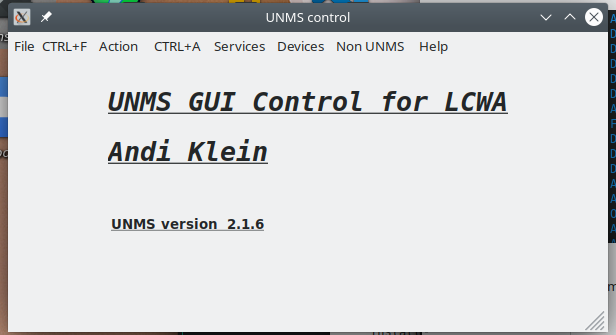 UNMS control
File CTRL+F Action CTRL+A Services Devices Non UNMS Help
UNMS GUI Control for LCWA
Andi Klein
UNMS version 2.1.6